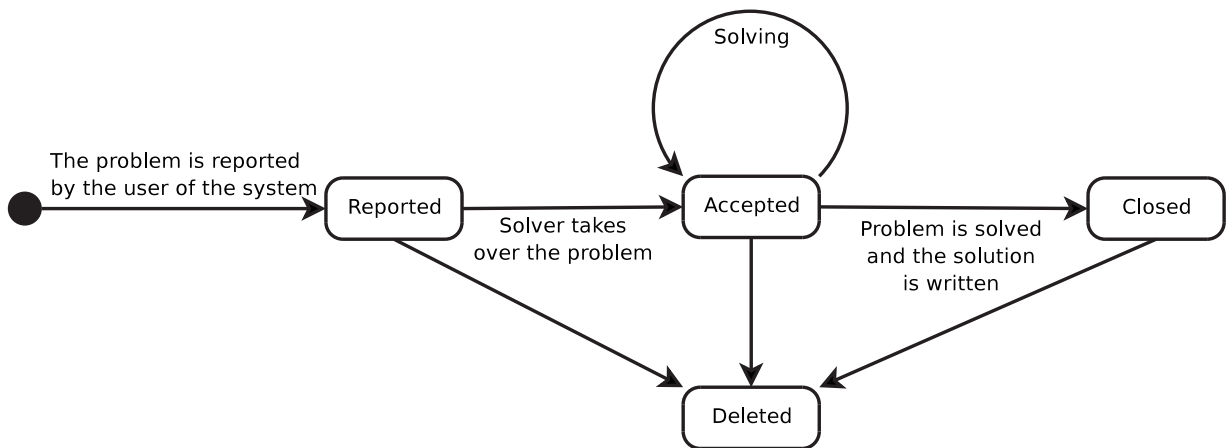 Solving
The problem is reported
by the user of the system
Reported
Solver takes
over the problem
Accepted
Problem is solved
and the solution
is written
Closed
Deleted